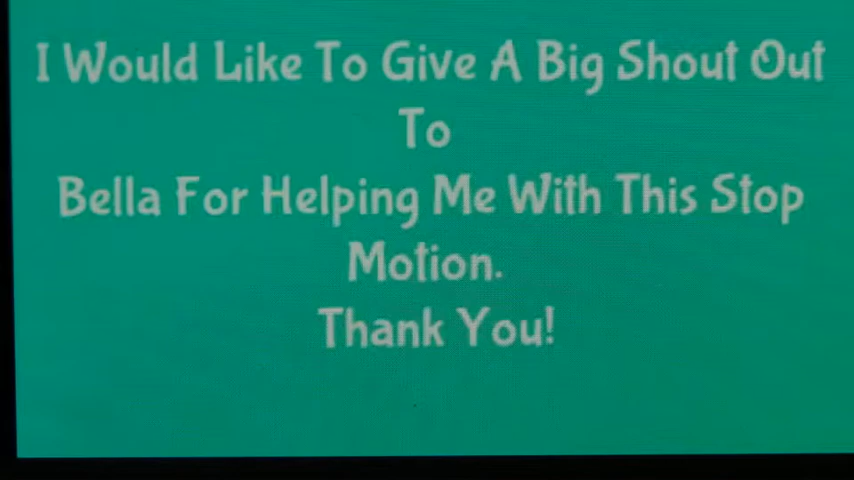 I Would Like To Give A Big Shout Out
To
Bella For Helping Me With This Stop
Motion.
Thank You!